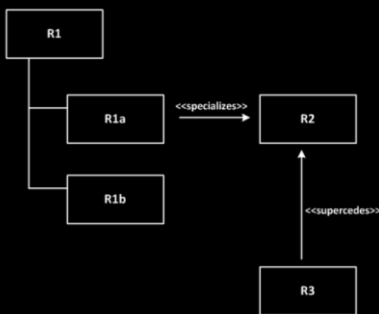 R1
R1a
<<specializes>>
R2
R1b
<<supercedes>>
R3